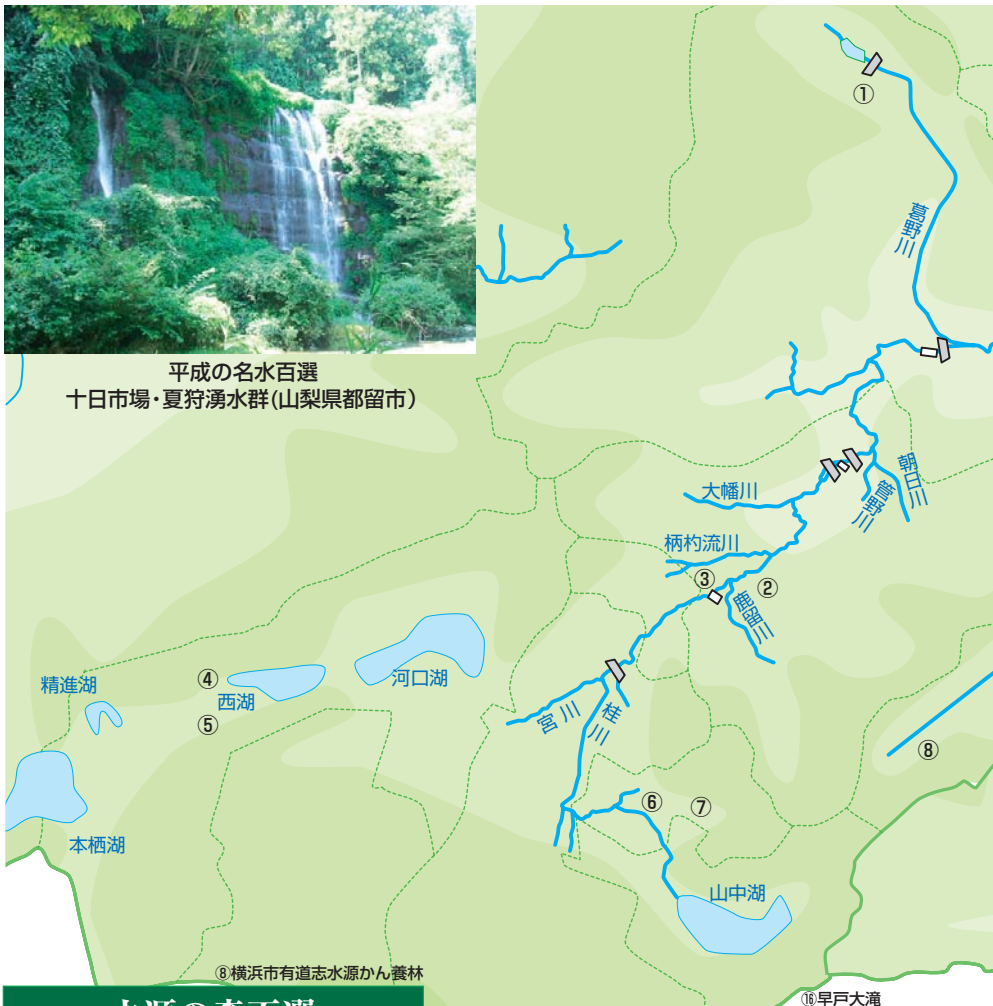 ①
葛野川
平成の名水百選
十日市場・夏狩湧水群(山梨県都留市)
朝日川
管野川
大幡川
柄杓流川
③
②
鹿留川
河口湖
④
西湖
精進湖
⑤
宮川
桂川
⑧
⑥
⑦
本栖湖
山中湖
⑧横浜市有道志水源かん養林
⑯早戸大滝